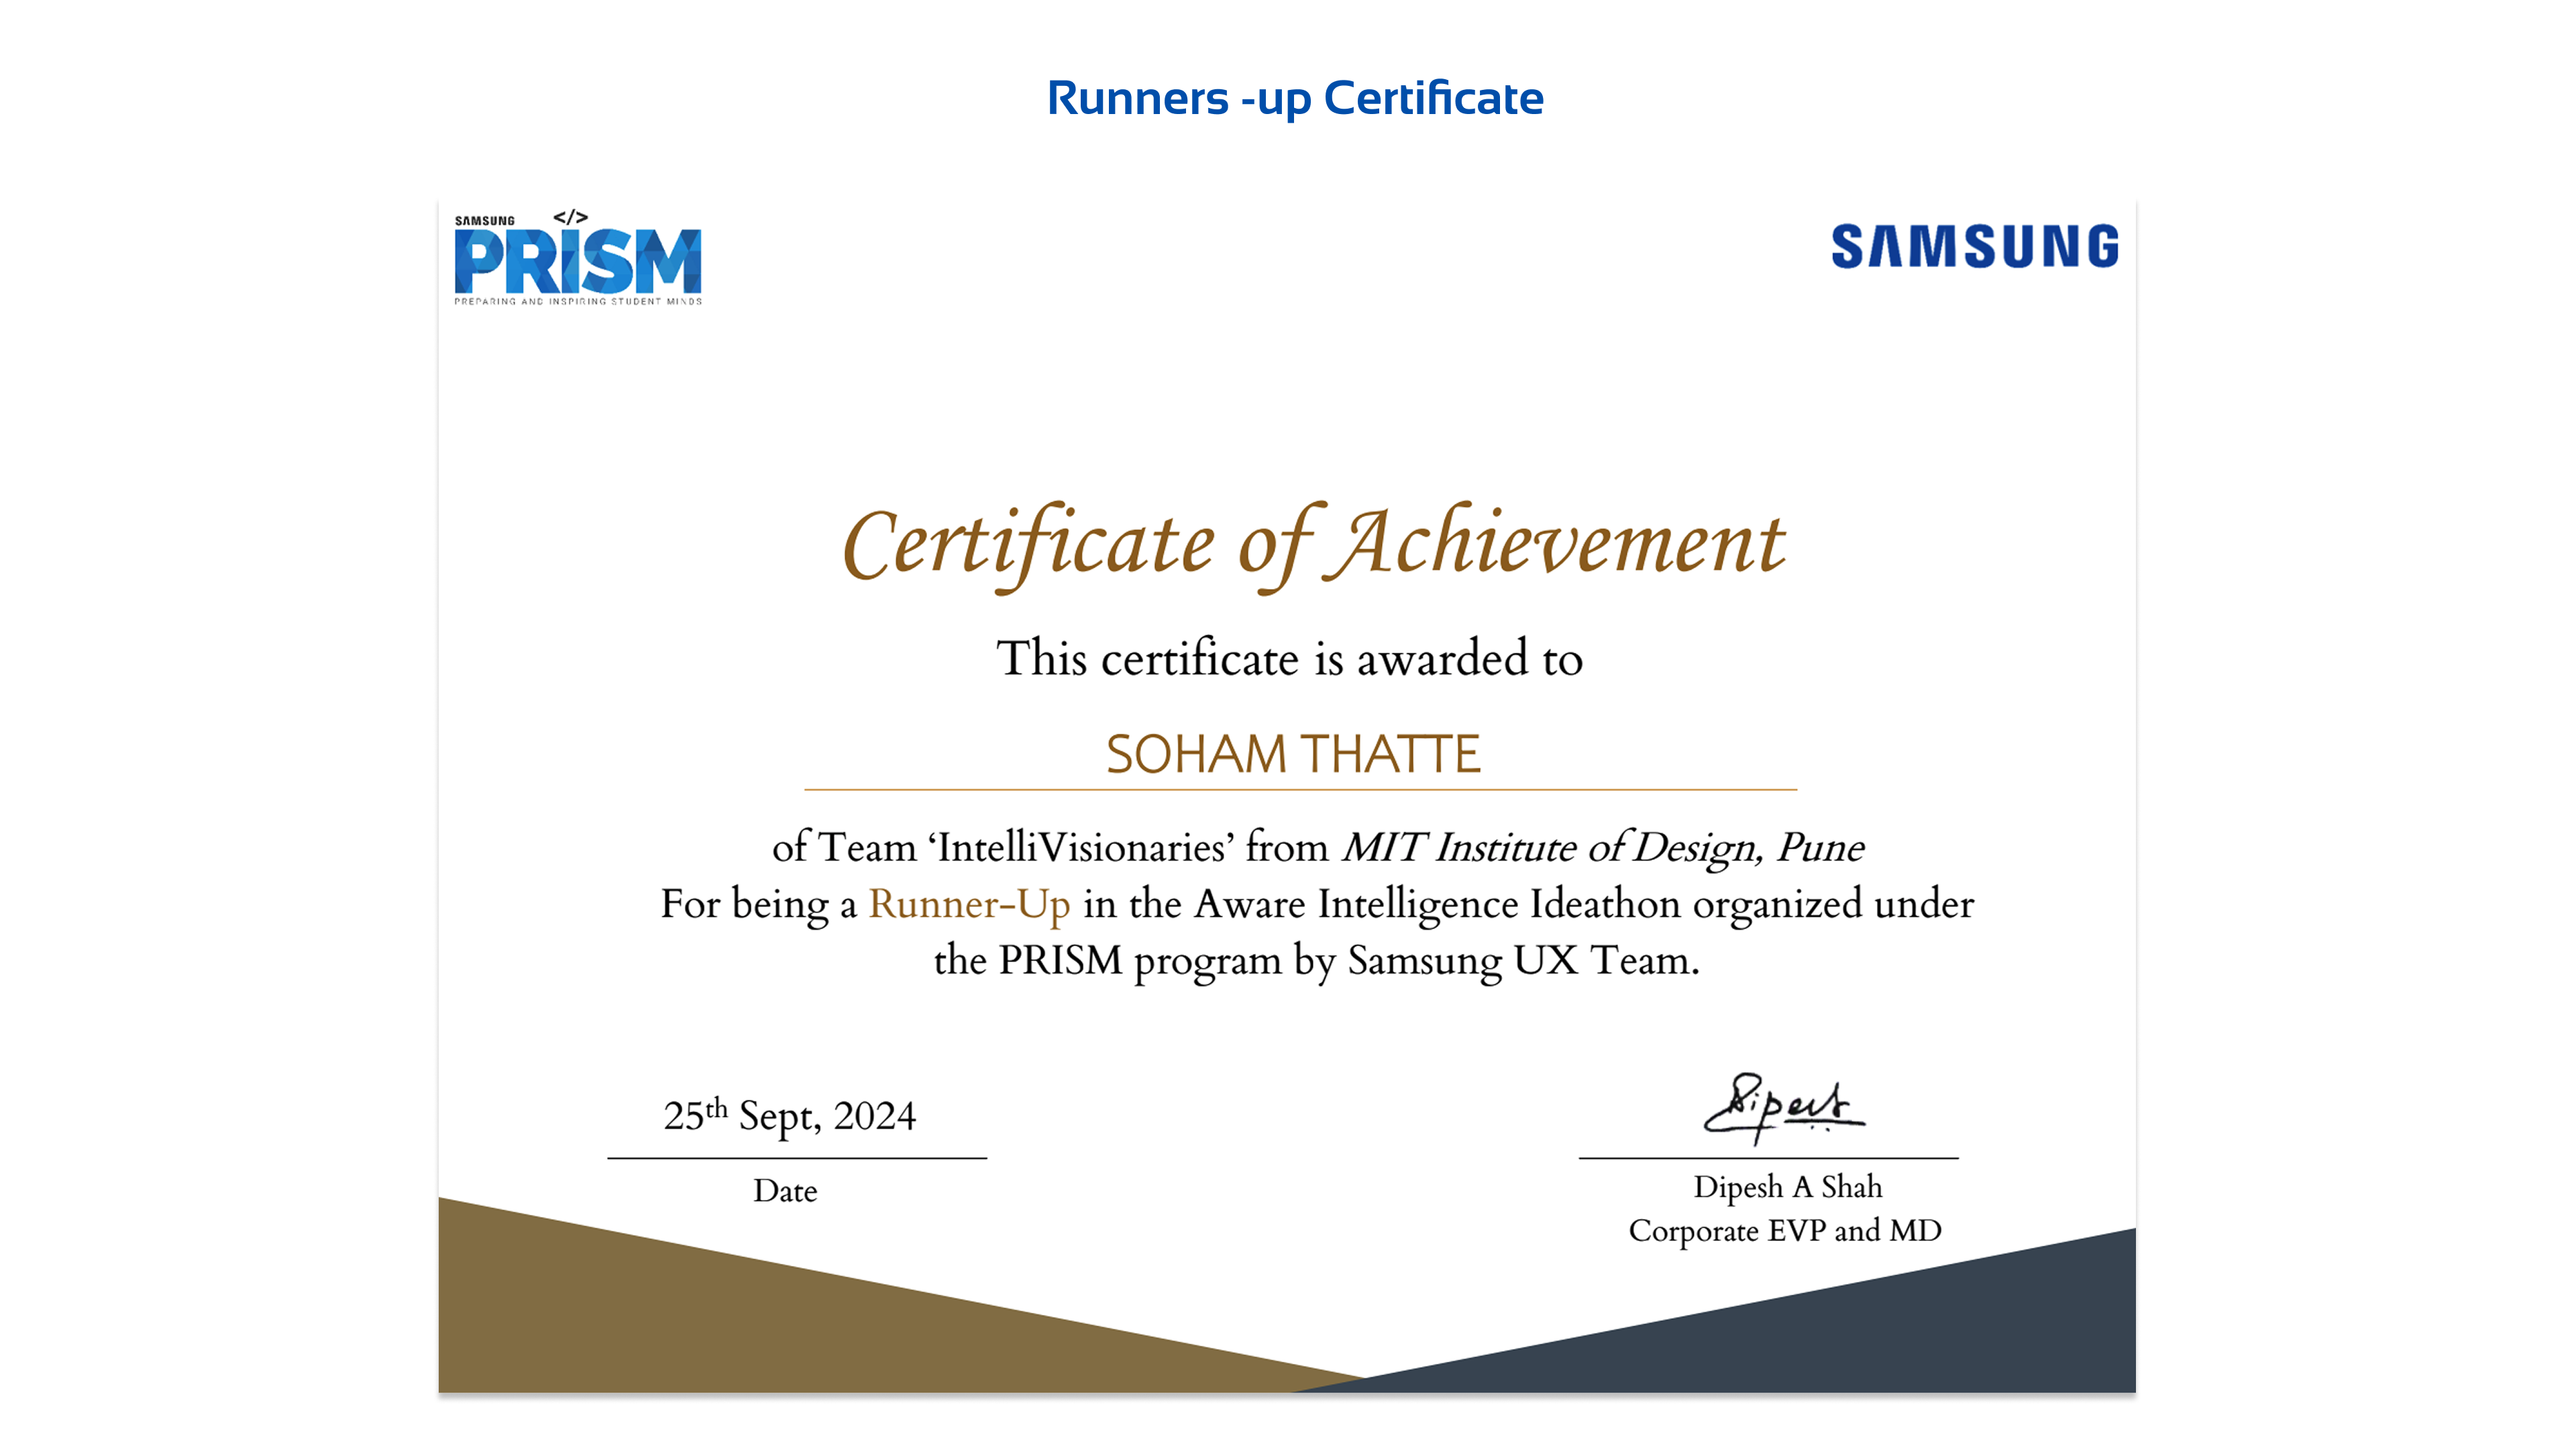 Runners -up Certificate
SAMSUNG </>
PRISM
PREPARING AND INSPIRING STUDENT MINDS
SAMSUNG
Certificate of Achievement
This certificate is awarded to
SOHAM THATTE
of Team ‘IntelliVisionaries’ from MIT Institute of Design, Pune
For being a Runner-Up in the Aware Intelligence Ideathon organized under
the PRISM program by Samsung UX Team.
25th Sept, 2024
Date
Dipesh
Dipesh A Shah
Corporate EVP and MD